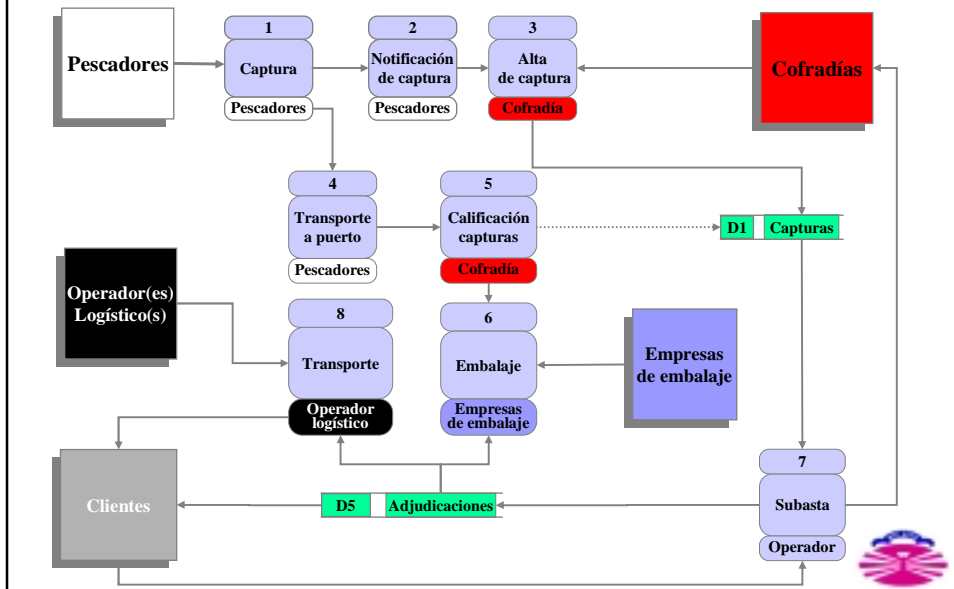 1
2
3
Pescadores
Captura
Notificación
de captura
Alta
de captura
Cofradías
Pescadores
Pescadores
Cofradía
4
5
Transporte
a puerto
Calificación
capturas
D1
Capturas
Pescadores
Cofradía
Operador(es)
Logístico(s)
8
6
Transporte
Embalaje
Empresas
de embalaje
Operador
logístico
Empresas
de embalaje
7
Clientes
D5
Adjudicaciones
Subasta
Operador